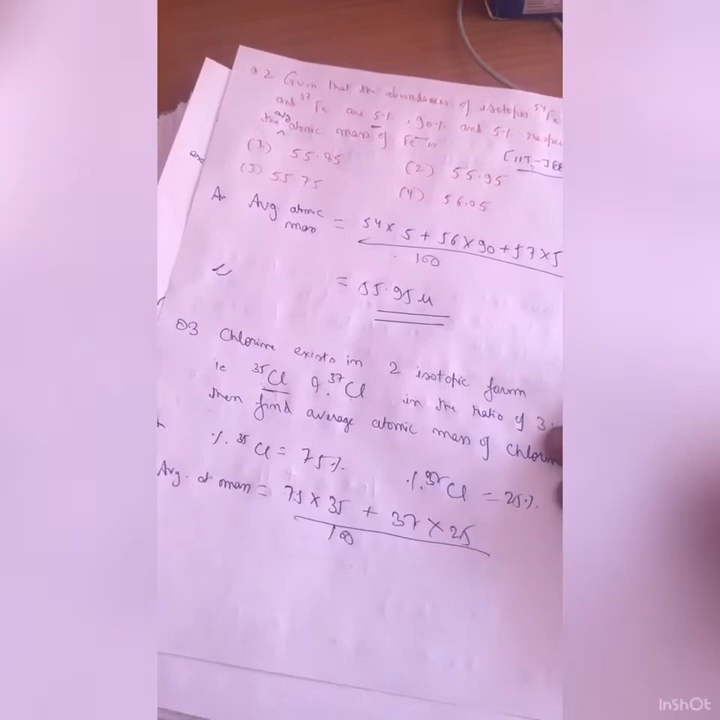 Q2 Given that the abundances of isotopes ⁵⁴Fe
and ⁵⁷Fe are 5%, 90% and 5% respe
the avg atomic mass of Fe is
[IIT-JEE
(1) 55.85 (2) 55.95
(3) 55.75 (4) 56.05
Avg. atomic mass = 54×5 + 56×90 + 57×5
100
= 55.95 u
Q3 Chlorine exists in 2 isotopic form
ie ³⁵Cl & ³⁷Cl in the ratio of 3:
then find average atomic mass of Chlorin
%. ³⁵Cl = 75% %. ³⁷Cl = 25%.
Avg. at mass = 75 × 35 + 37 × 25
100
InShOt